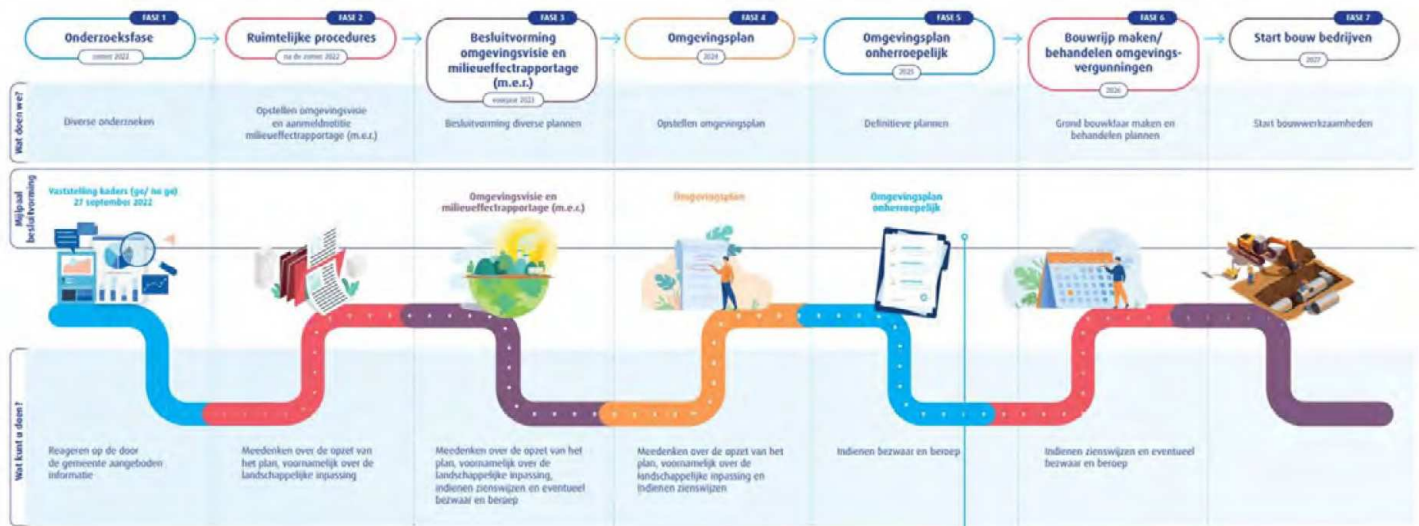 FASE 1
Onderzoeksfase
zomer 2022
FASE 2
Ruimtelijke procedures
na de zomer 2022
FASE 3
Besluitvorming
omgevingsvisie en
milieueffectrapportage
(m.e.r.)
voorjaar 2023
FASE 4
Omgevingsplan
2024
FASE 5
Omgevingsplan
onherroepelijk
2025
FASE 6
Bouwrijp maken/
behandelen omgevings-
vergunningen
2026
FASE 7
Start bouw bedrijven
2027
Wat doen we?
Diverse onderzoeken
Opstellen omgevingsvisie
en aanmeldnotitie
milieueffectrapportage (m.e.r.)
Besluitvorming diverse plannen
Opstellen omgevingsplan
Definitieve plannen
Grond bouwklaar maken en
behandelen plannen
Start bouwwerkzaamheden
Mijlpaal
besluitvorming
Vaststelling kaders (go/ no go)
27 september 2022
Omgevingsvisie en
milieueffectrapportage (m.e.r.)
Omgevingsplan
Omgevingsplan
onherroepelijk
Wat kunt u doen?
Reageren op de door
de gemeente aangeboden
informatie
Meedenken over de opzet van
het plan, voornamelijk over de
landschappelijke inpassing
Meedenken over de opzet van het
plan, voornamelijk over de
landschappelijke inpassing,
indienen zienswijzen en eventueel
bezwaar en beroep
Meedenken over de opzet van het
plan, voornamelijk over de
landschappelijke inpassing en
indienen zienswijzen
Indienen bezwaar en beroep
Indienen zienswijzen en eventueel
bezwaar en beroep